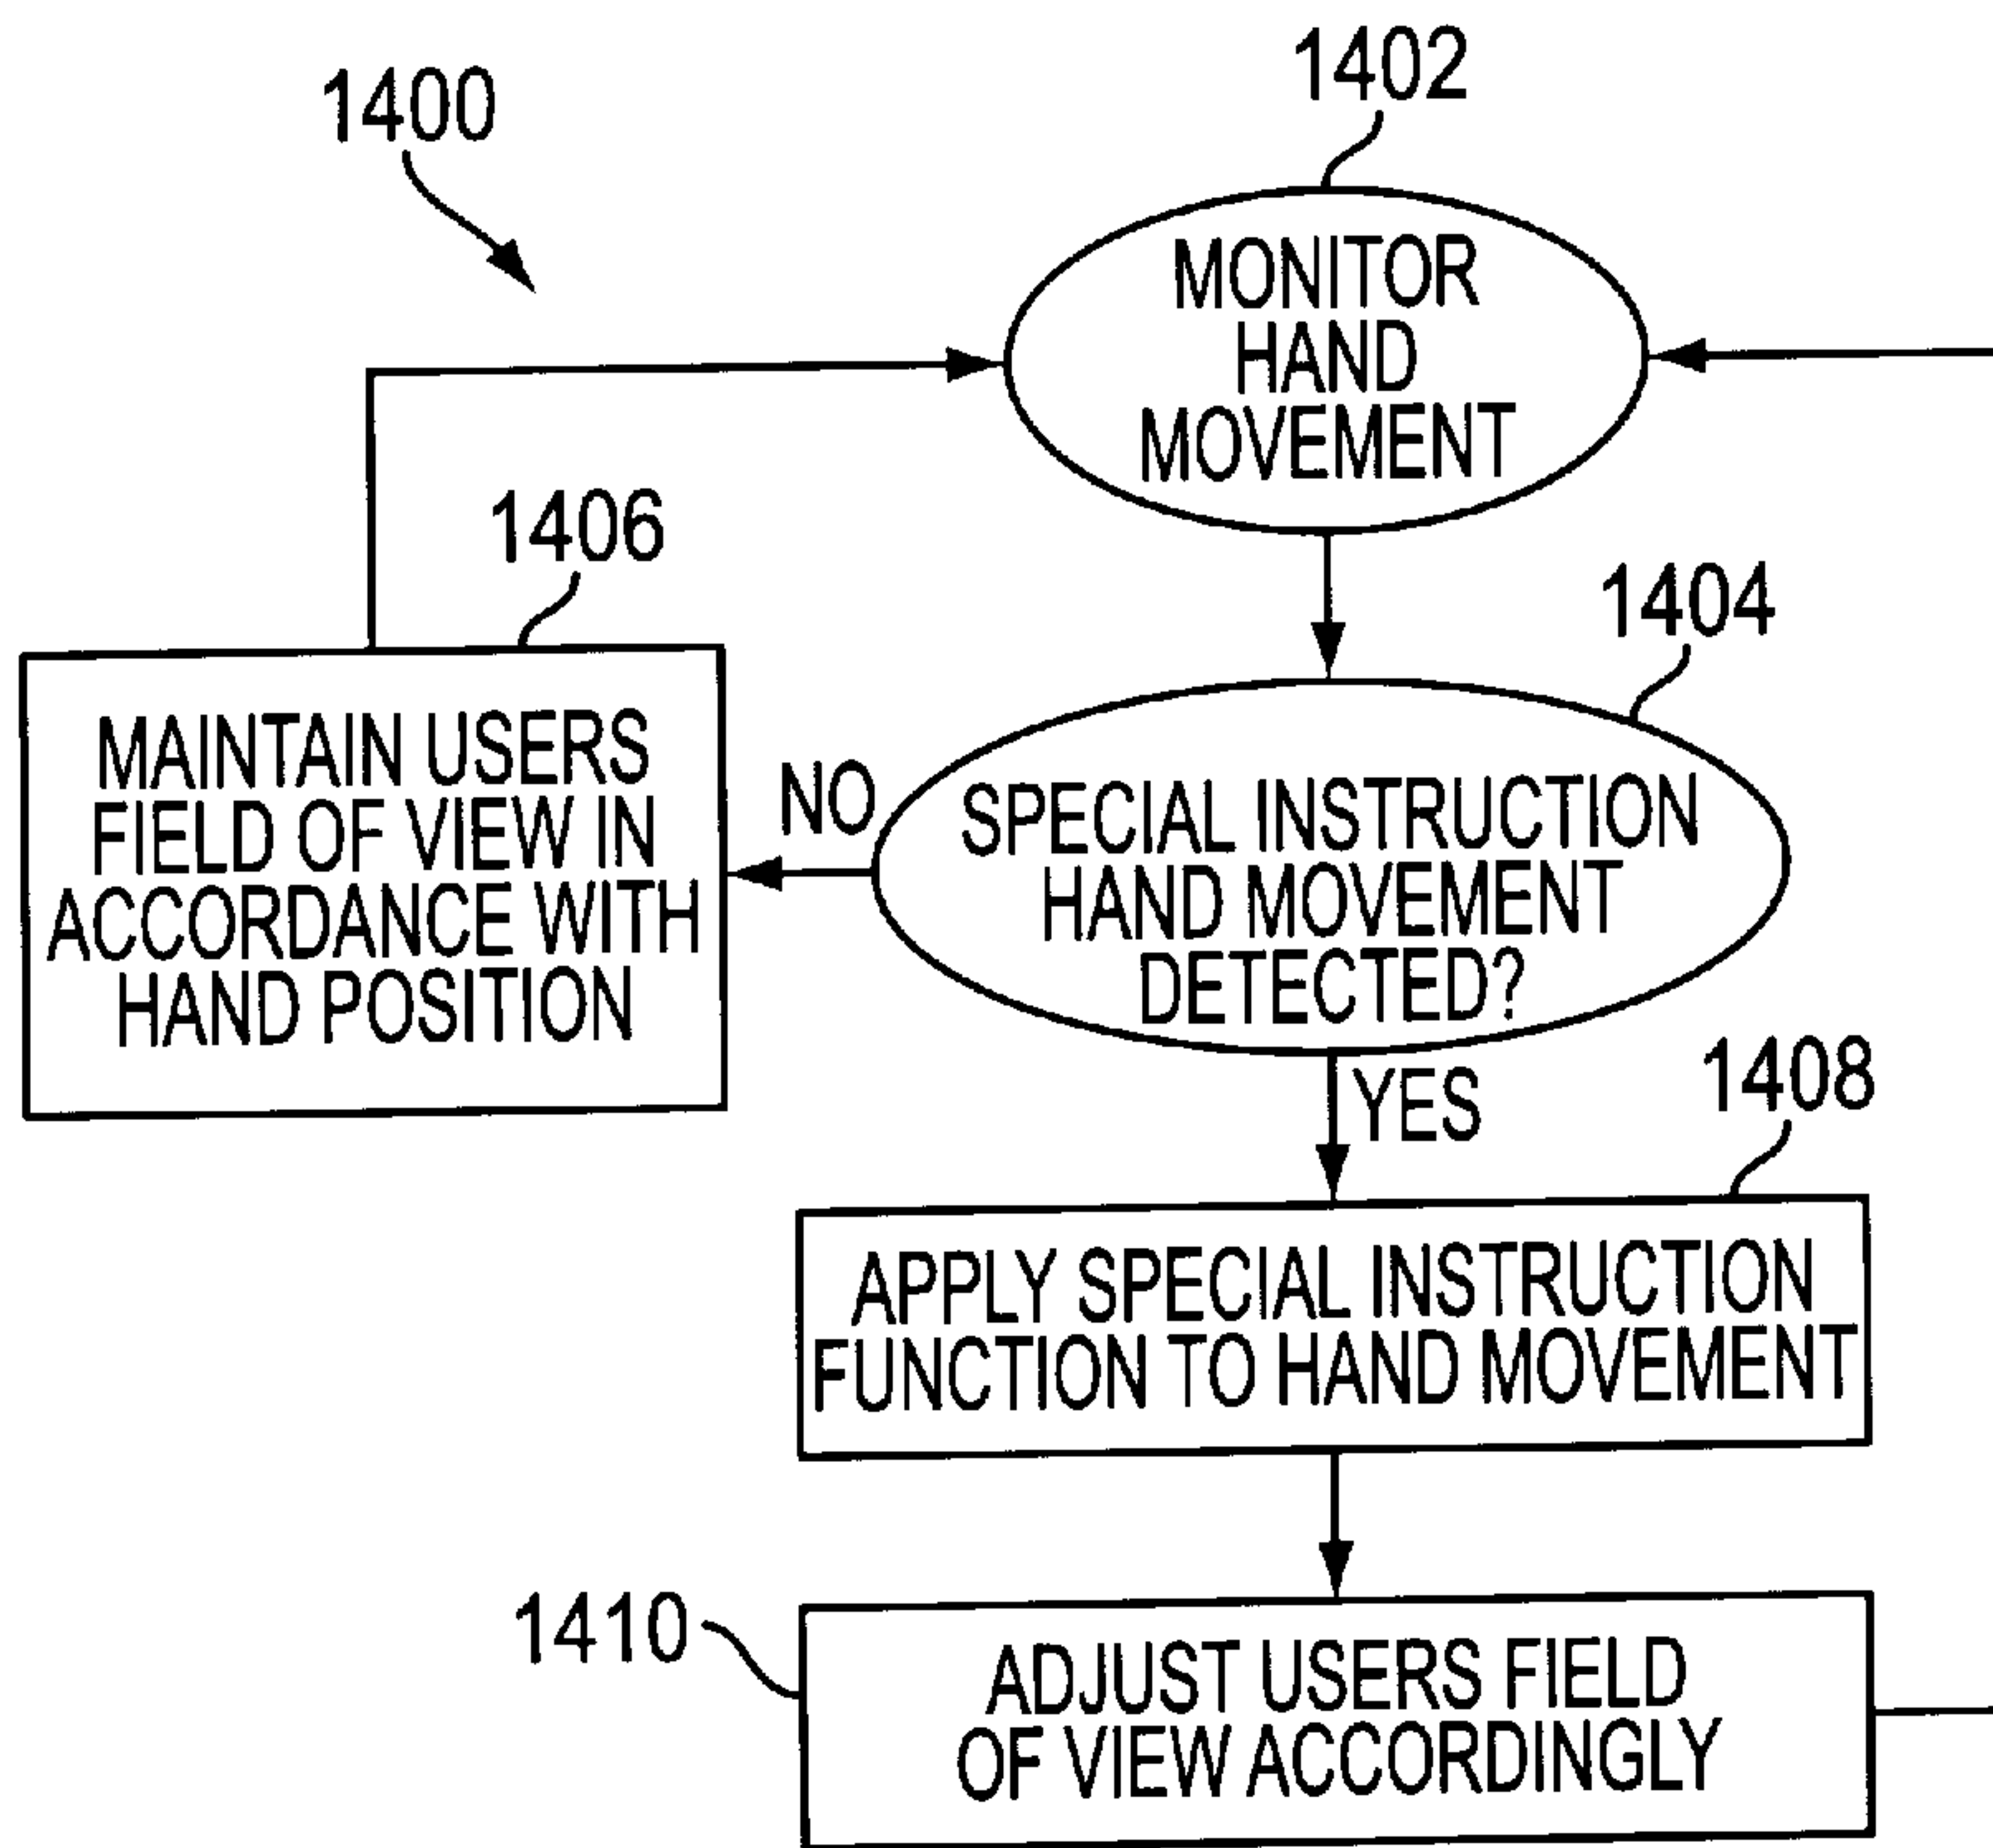 1400
1402
MONITOR
HAND
MOVEMENT
1406
MAINTAIN USERS
FIELD OF VIEW IN
ACCORDANCE WITH
HAND POSITION
1404
NO
SPECIAL INSTRUCTION
HAND MOVEMENT
DETECTED?
YES
1408
APPLY SPECIAL INSTRUCTION
FUNCTION TO HAND MOVEMENT
1410
ADJUST USERS FIELD
OF VIEW ACCORDINGLY